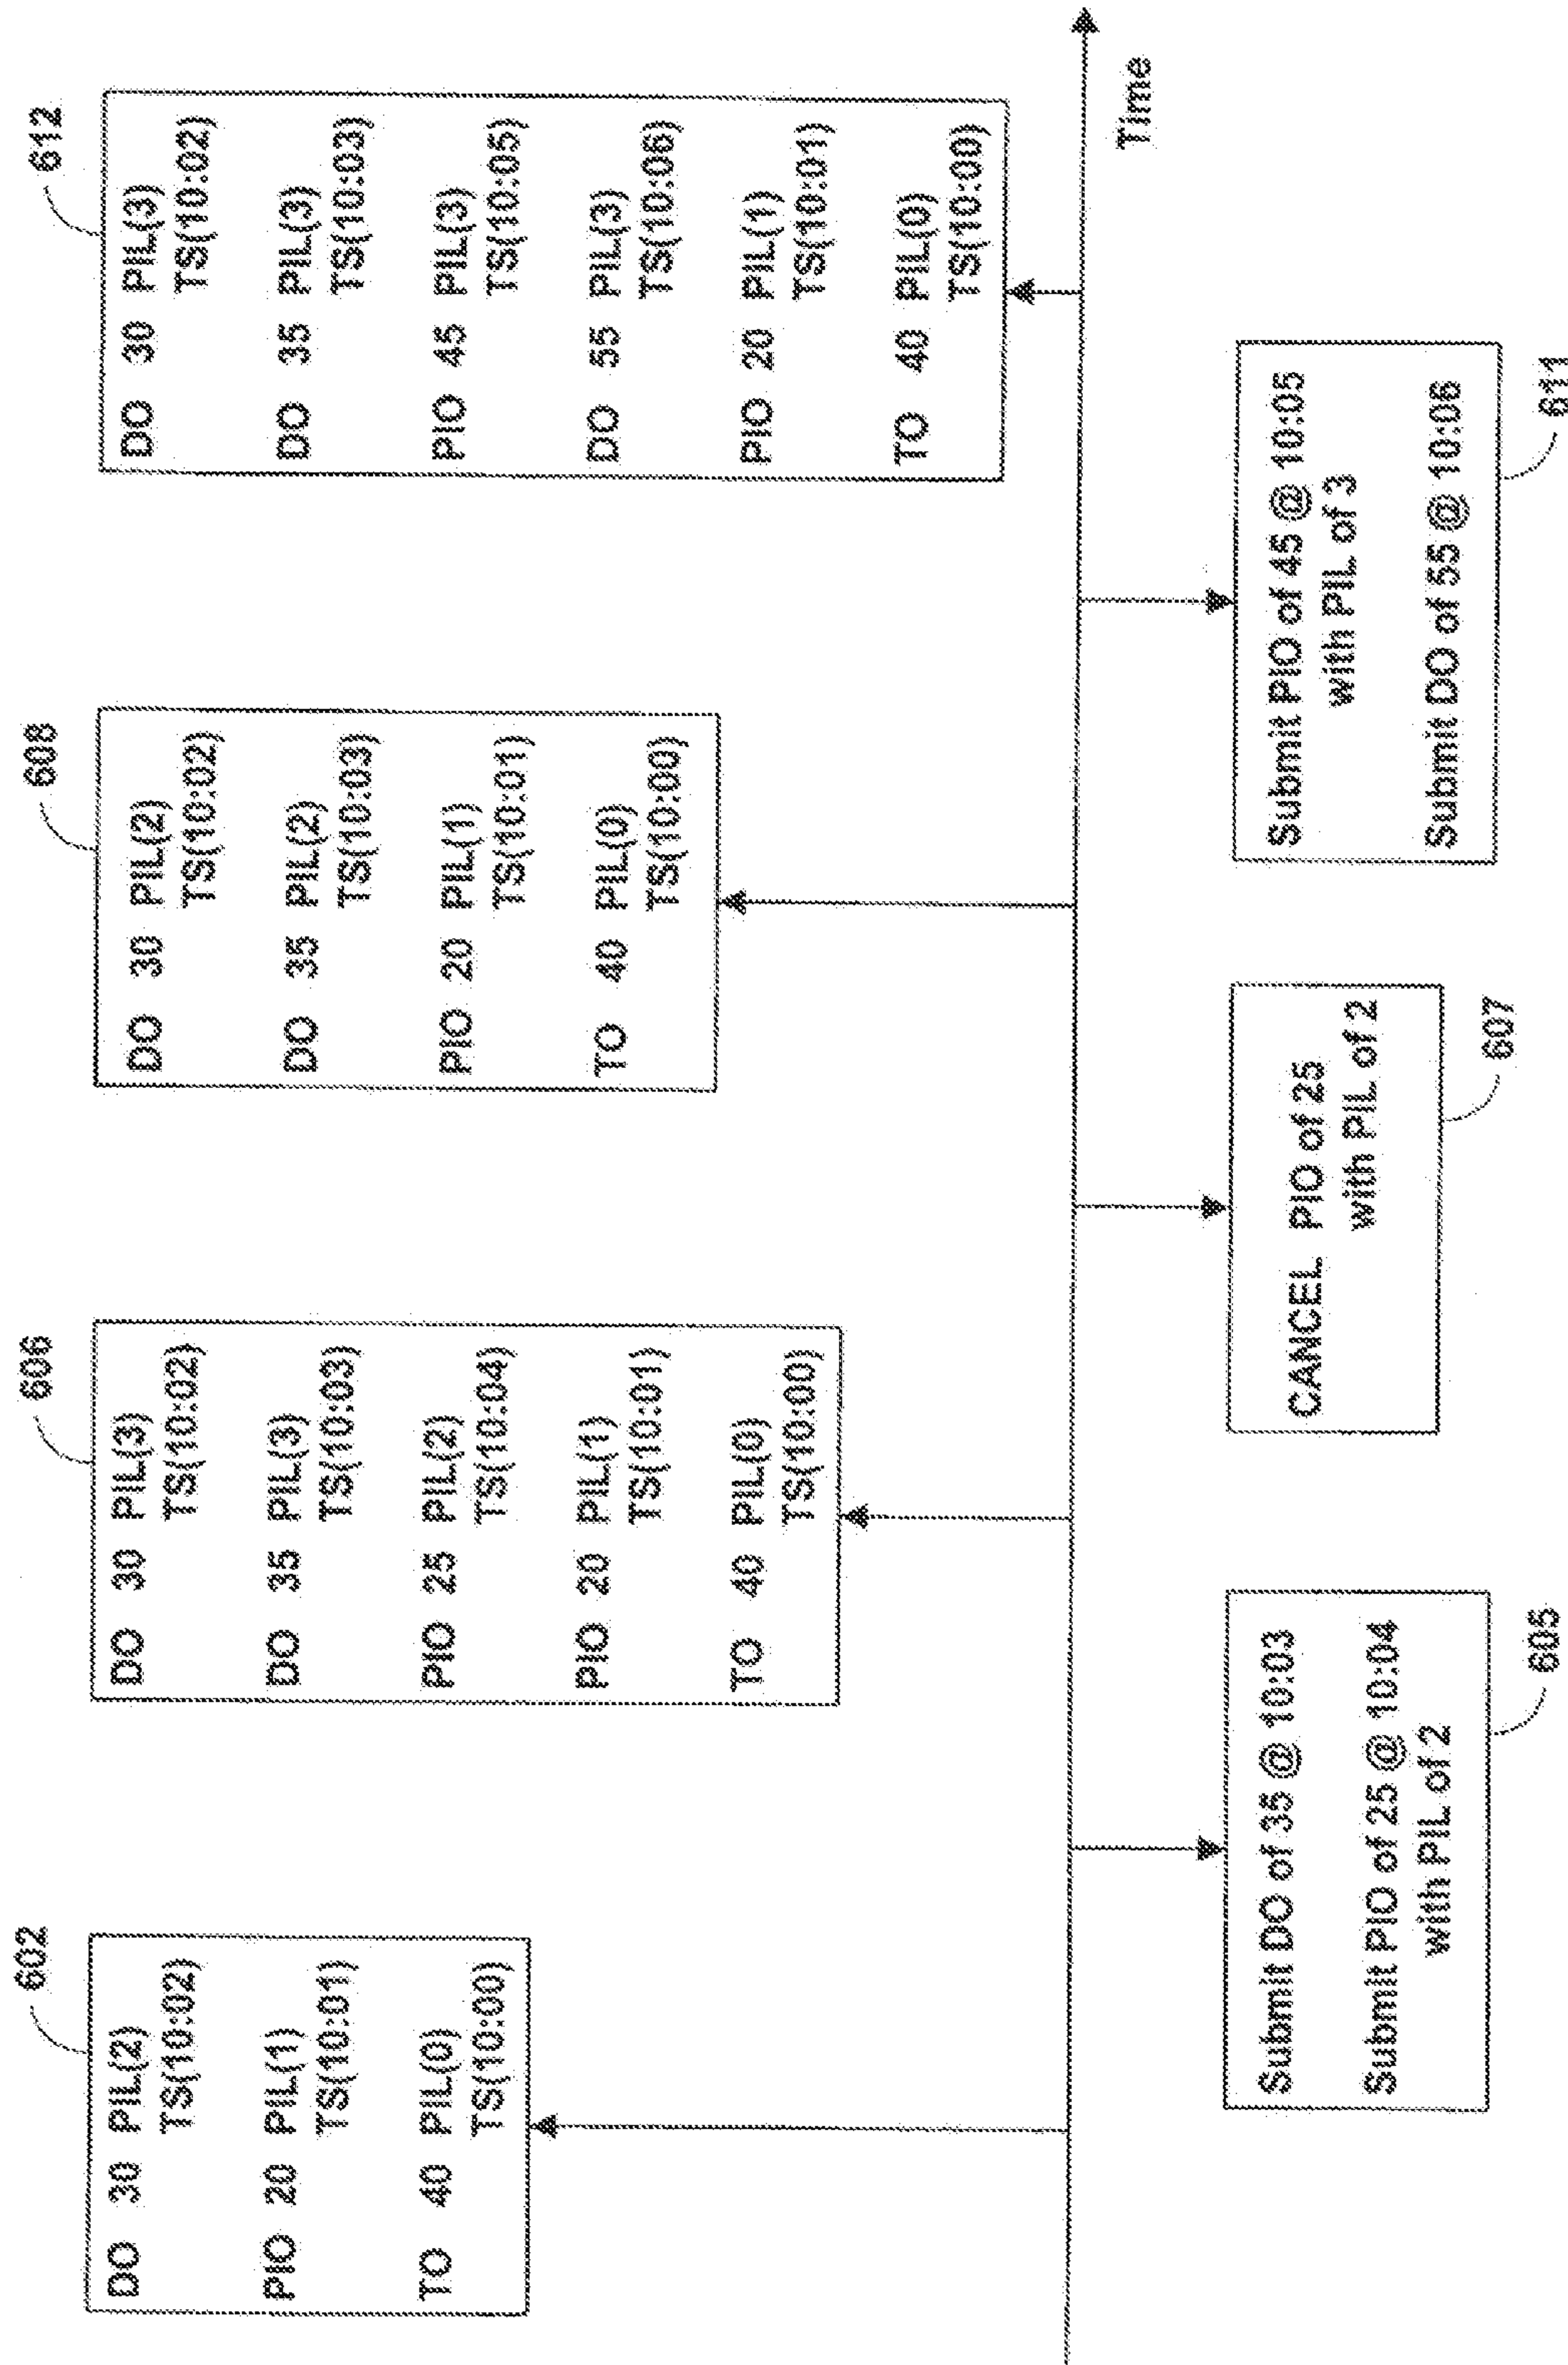 602
DO 30 PIL(2)
TS(10:02)
PIO 20 PIL(1)
TS(10:01)
TO 40 PIL(0)
TS(10:00)
606
DO 30 PIL(3)
TS(10:02)
DO 35 PIL(3)
TS(10:03)
PIO 25 PIL(2)
TS(10:04)
PIO 20 PIL(1)
TS(10:01)
TO 40 PIL(0)
TS(10:00)
608
DO 30 PIL(2)
TS(10:02)
DO 35 PIL(2)
TS(10:03)
PIO 20 PIL(1)
TS(10:01)
TO 40 PIL(0)
TS(10:00)
612
DO 30 PIL(3)
TS(10:02)
DO 35 PIL(3)
TS(10:03)
PIO 45 PIL(3)
TS(10:05)
DO 55 PIL(3)
TS(10:06)
PIO 20 PIL(1)
TS(10:01)
TO 40 PIL(0)
TS(10:00)
Time
Submit DO of 35 @ 10:03
Submit PIO of 25 @ 10:04
with PIL of 2
605
CANCEL PIO of 25
with PIL of 2
607
Submit PIO of 45 @ 10:05
with PIL of 3
Submit DO of 55 @ 10:06
611